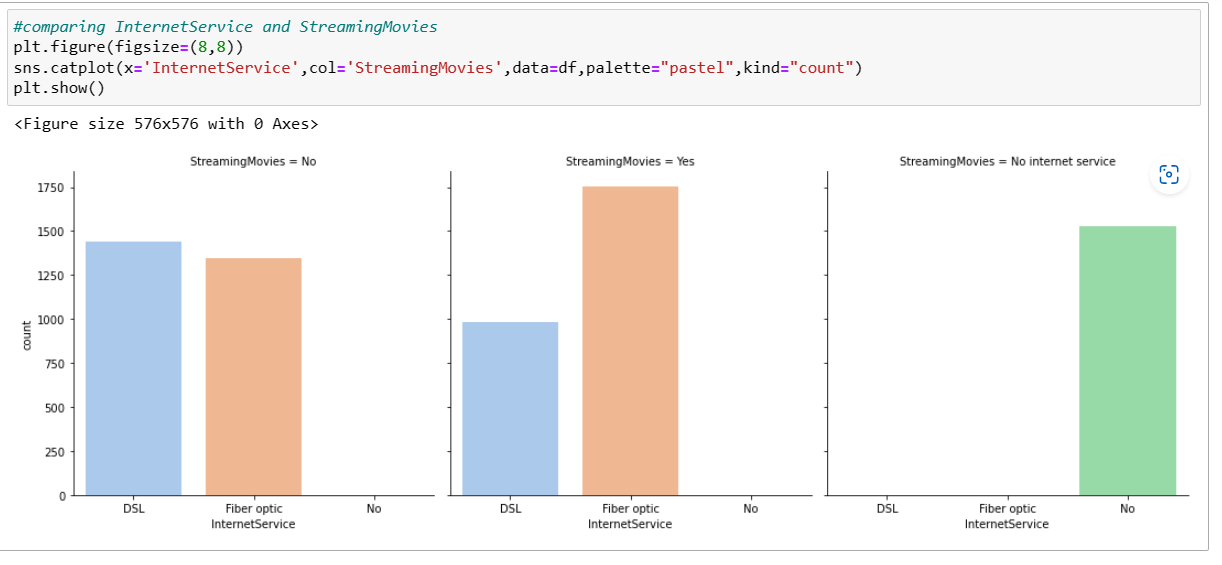 #comparing InternetService and StreamingMovies
plt.figure(figsize=(8,8))
sns.catplot(x='InternetService',col='StreamingMovies',data=df,palette="pastel",kind="count")
plt.show()
<Figure size 576x576 with 0 Axes>
StreamingMovies = No
StreamingMovies = Yes
StreamingMovies = No internet service
count
1750
1500
1250
1000
750
500
250
0
DSL Fiber optic No
InternetService
DSL Fiber optic No
InternetService
DSL Fiber optic No
InternetService